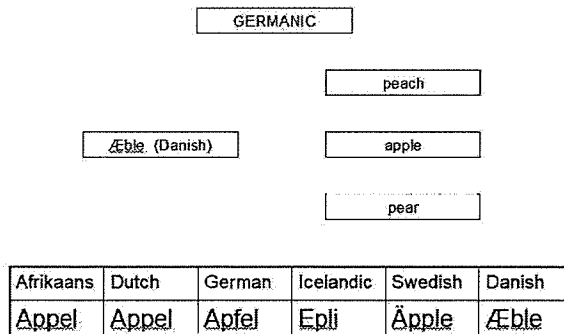 GERMANIC
peach
Æble (Danish)
apple
pear
Afrikaans Dutch German Icelandic Swedish Danish
Appel Appel Apfel Epli Äpple Æble